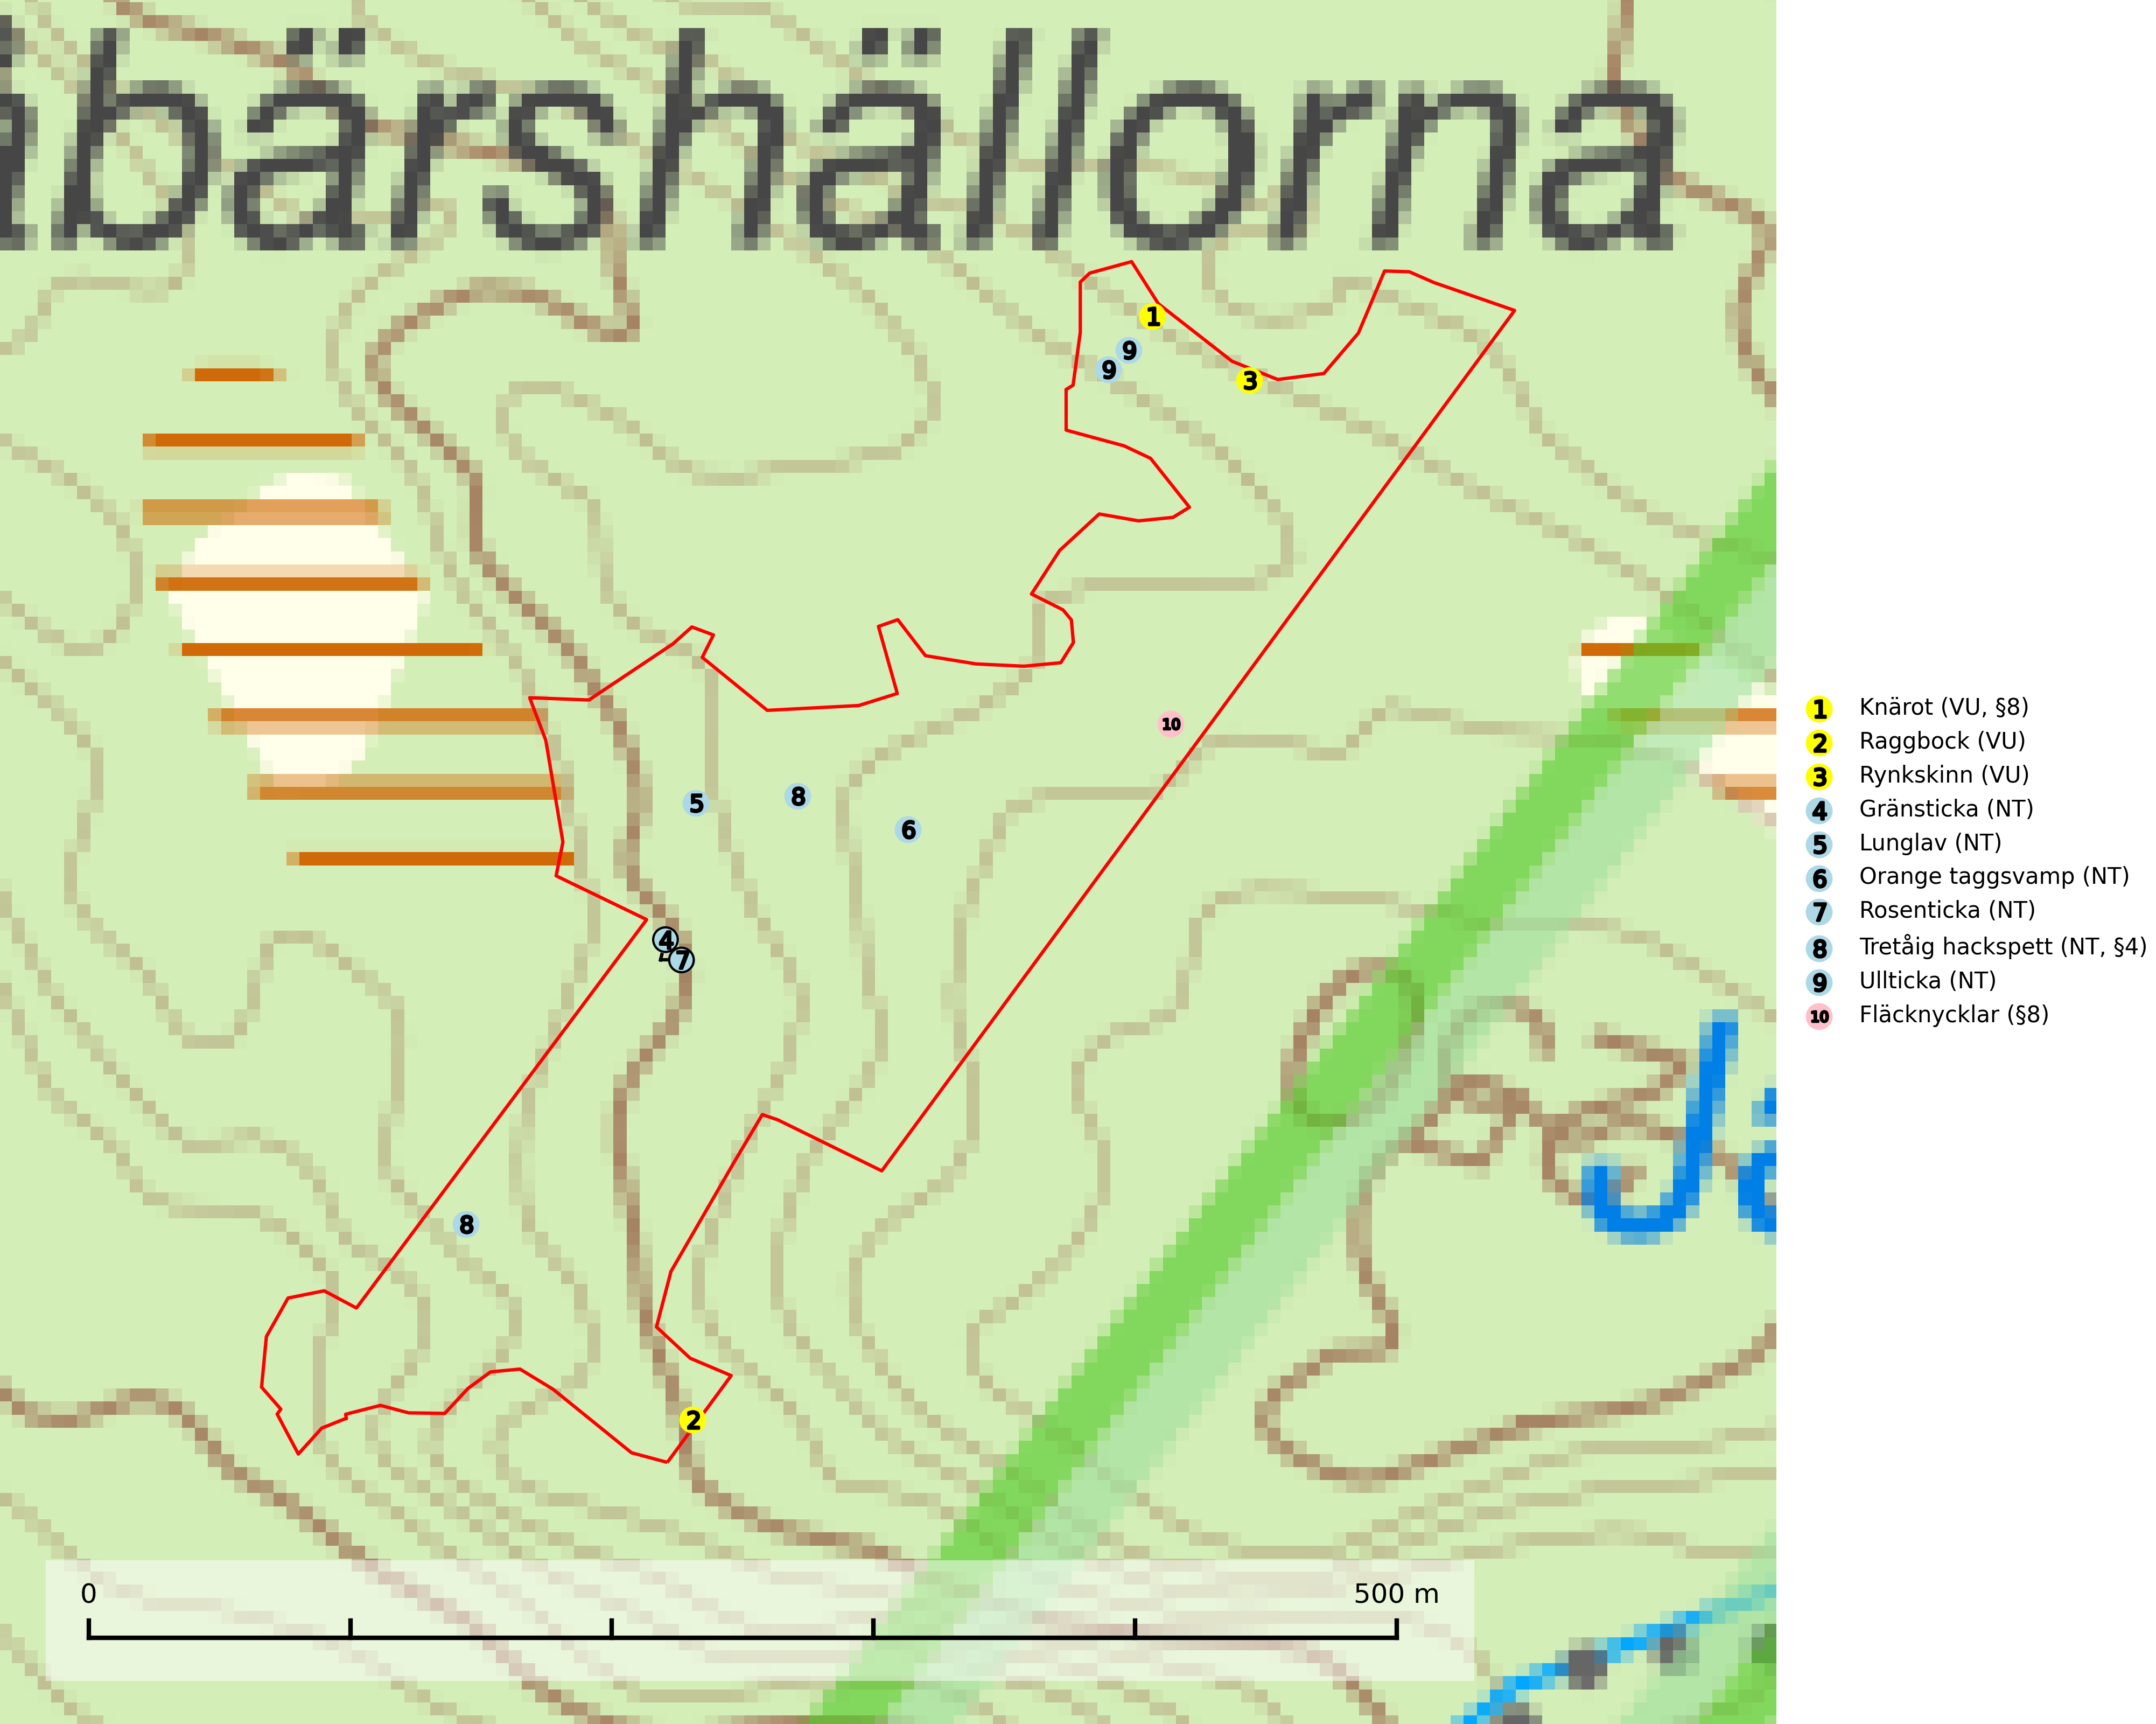 bärshällorna
1
9
9
3
10
5
8
6
4
7
8
2
1 Knärot (VU, §8)
2 Raggbock (VU)
3 Rynkskinn (VU)
4 Gränsticka (NT)
5 Lunglav (NT)
6 Orange taggsvamp (NT)
7 Rosenticka (NT)
8 Tretåig hackspett (NT, §4)
9 Ullticka (NT)
10 Fläcknycklar (§8)
0 500 m